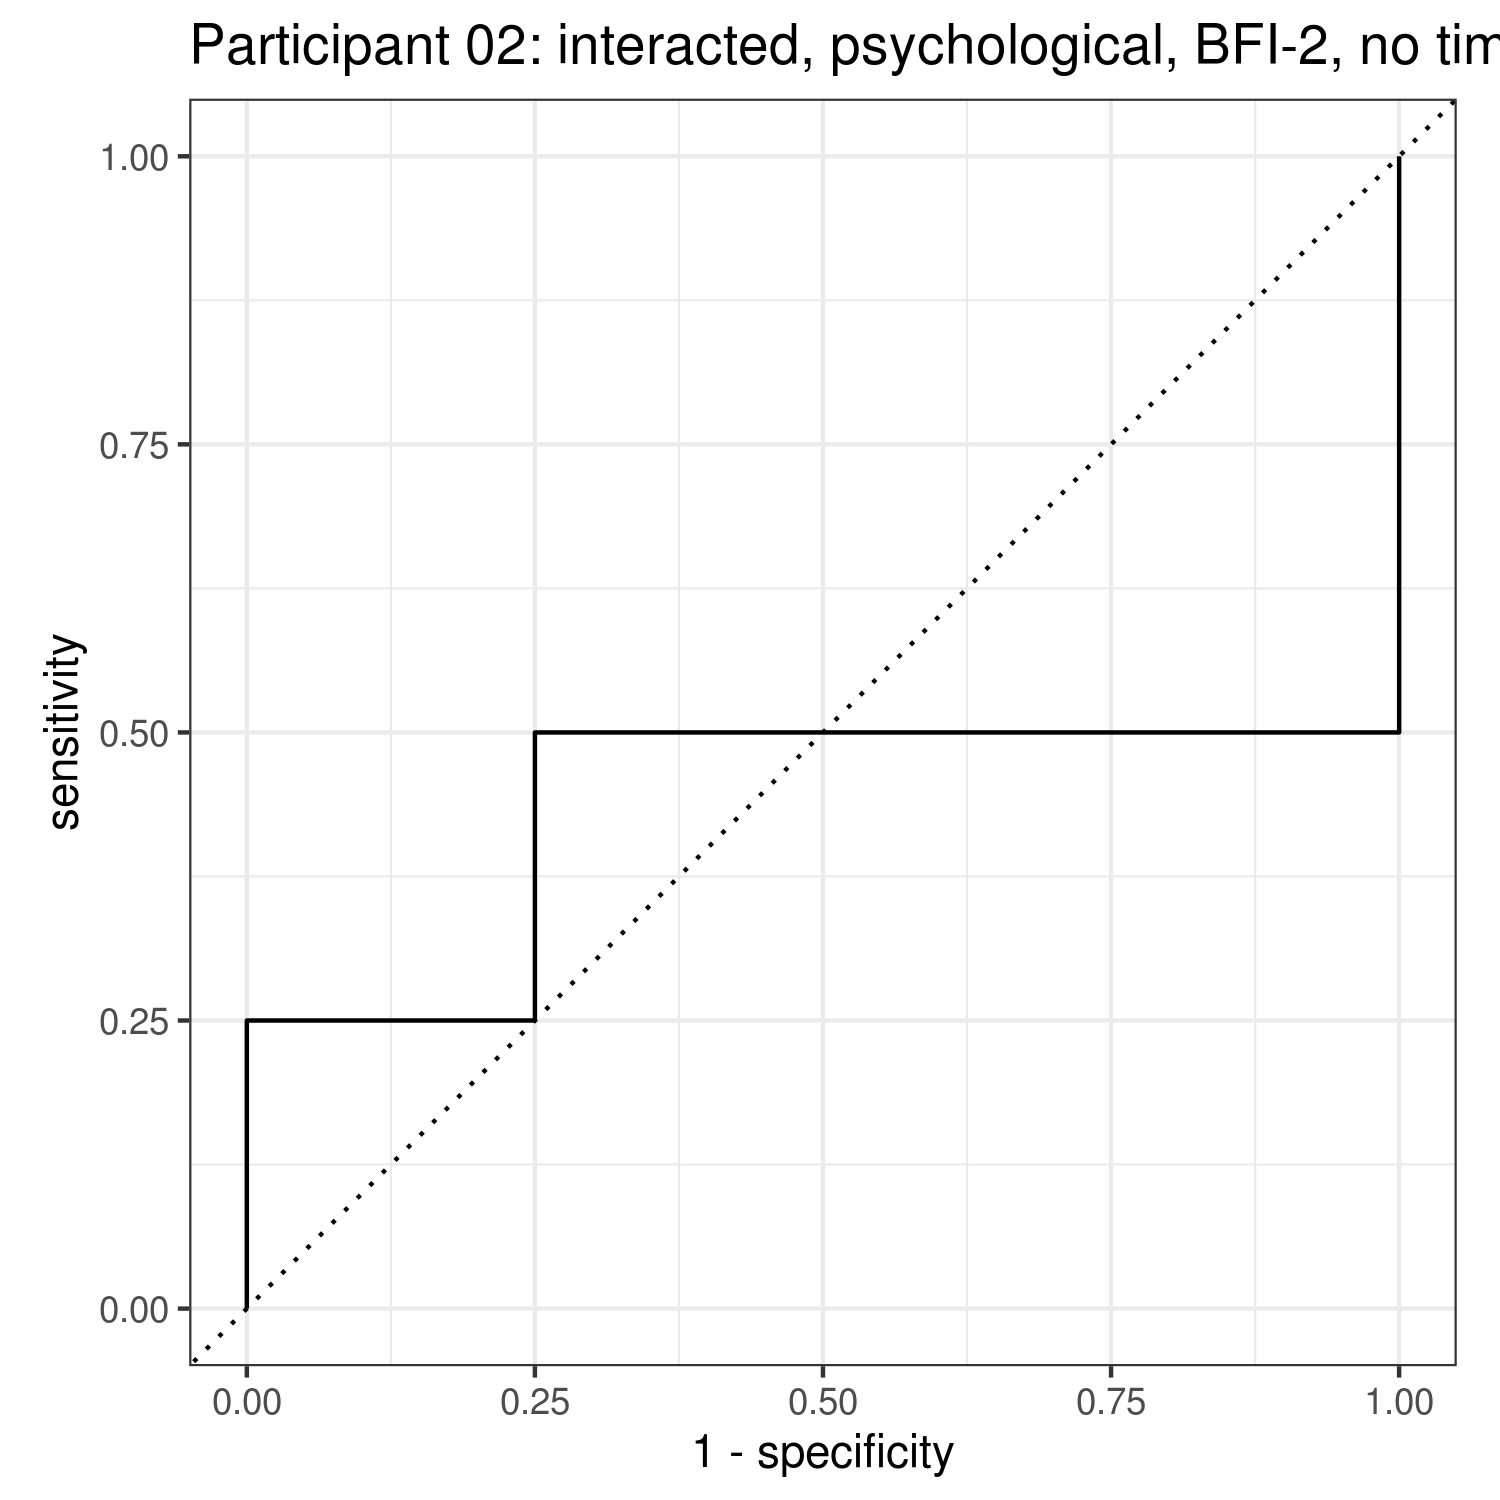 Participant 02: interacted, psychological, BFI-2, no tim
1.00
0.75
0.50
0.25
0.00
sensitivity
0.00 0.25 0.50 0.75 1.00
1 - specificity